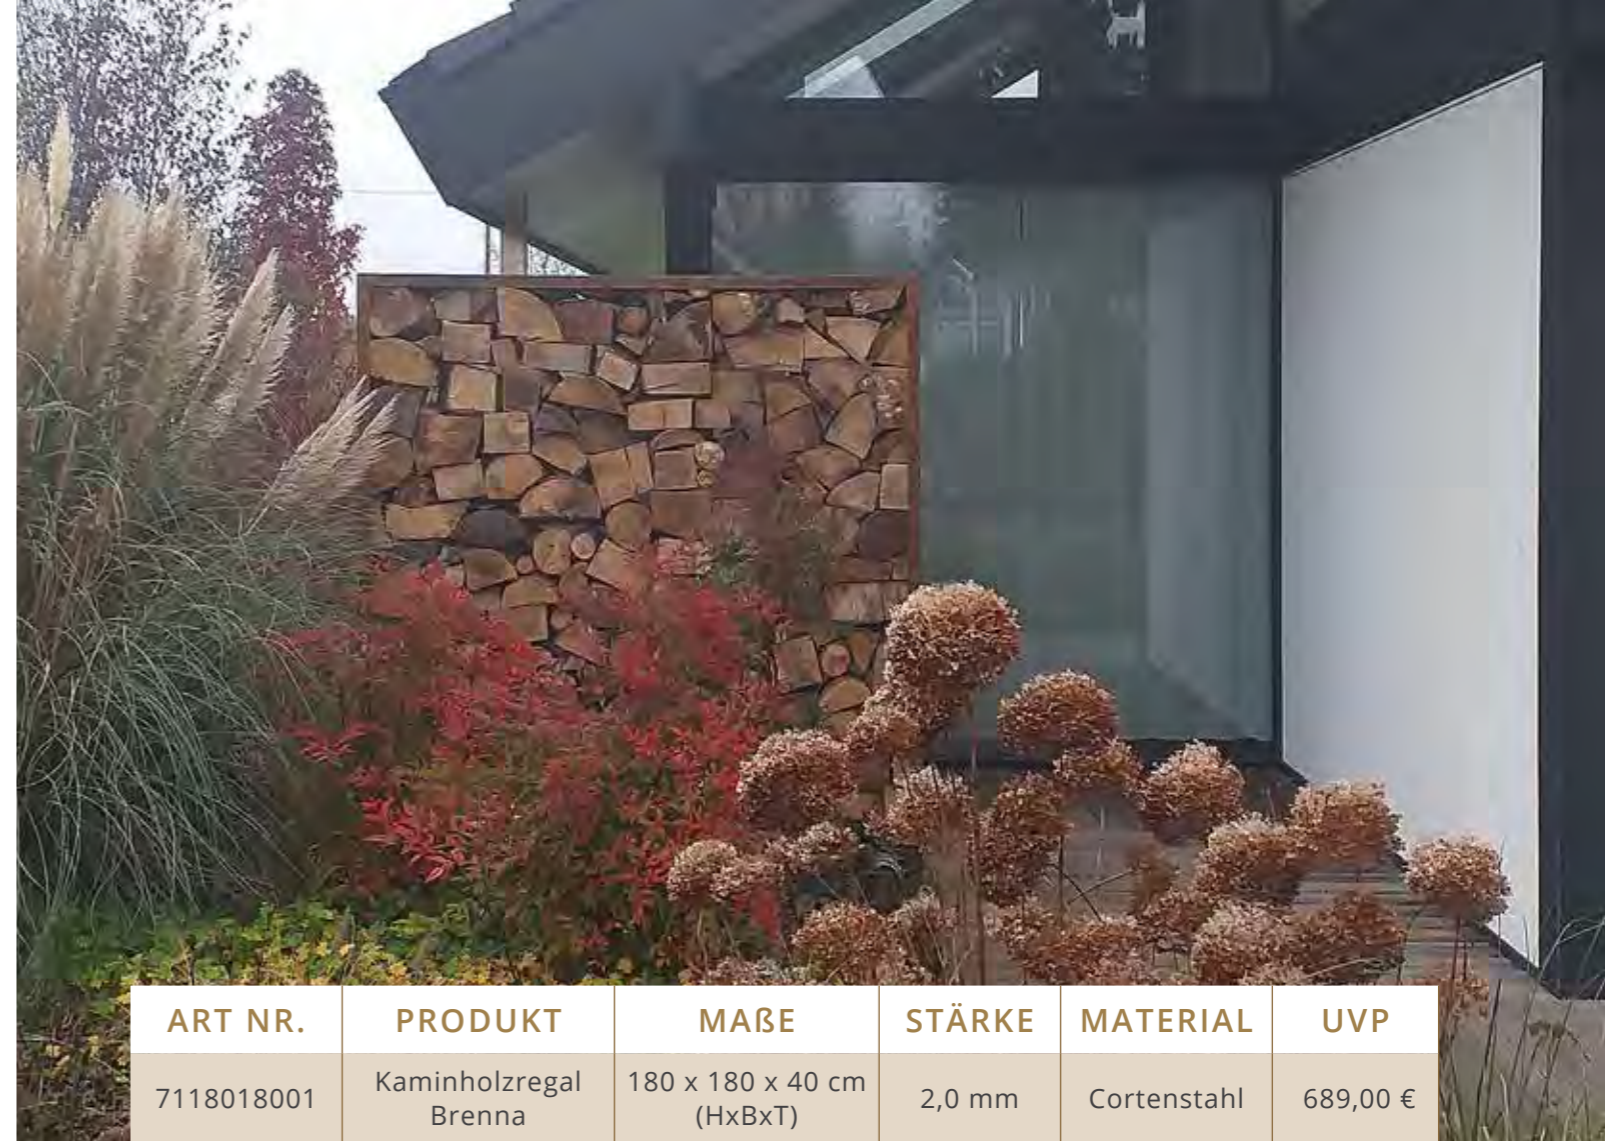 ART NR. PRODUKT MAßE STÄRKE MATERIAL UVP
7118018001 Kaminholzregal Brenna 180 x 180 x 40 cm (HxBxT) 2,0 mm Cortenstahl 689,00 €